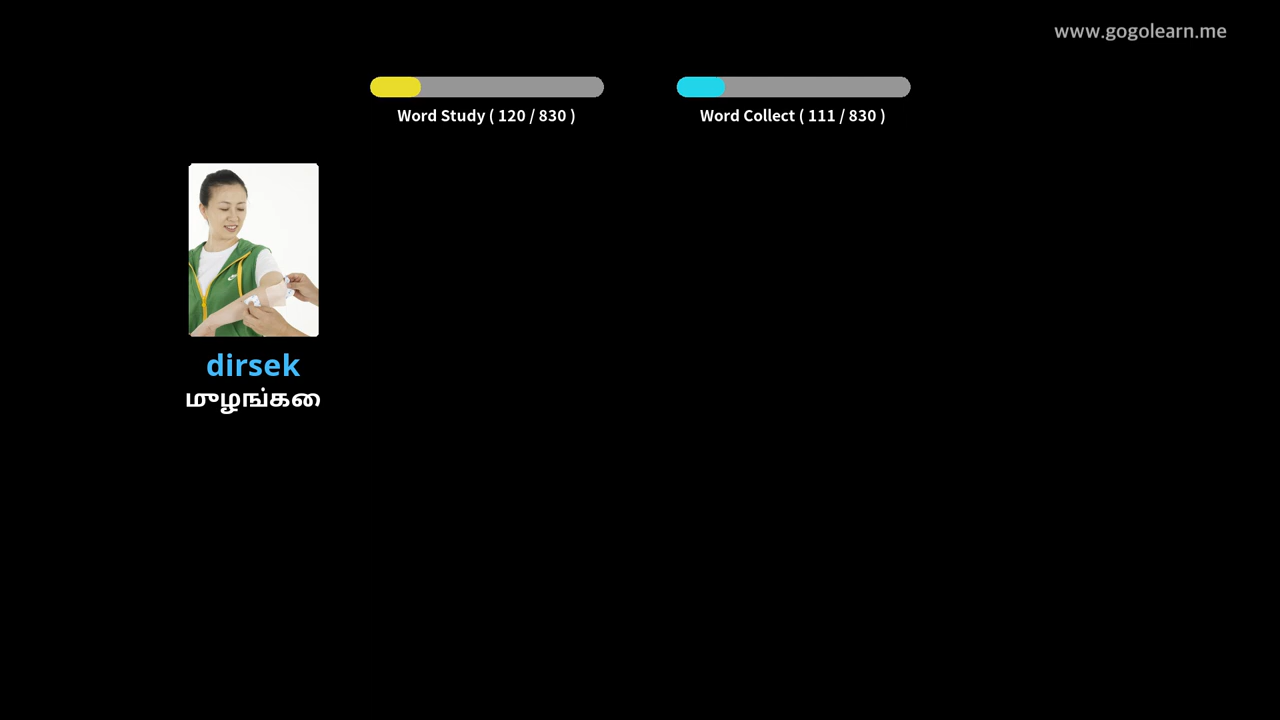 www.gogolearn.me
Word Study ( 120 / 830 )
Word Collect ( 111 / 830 )
dirsek
முழங்கை